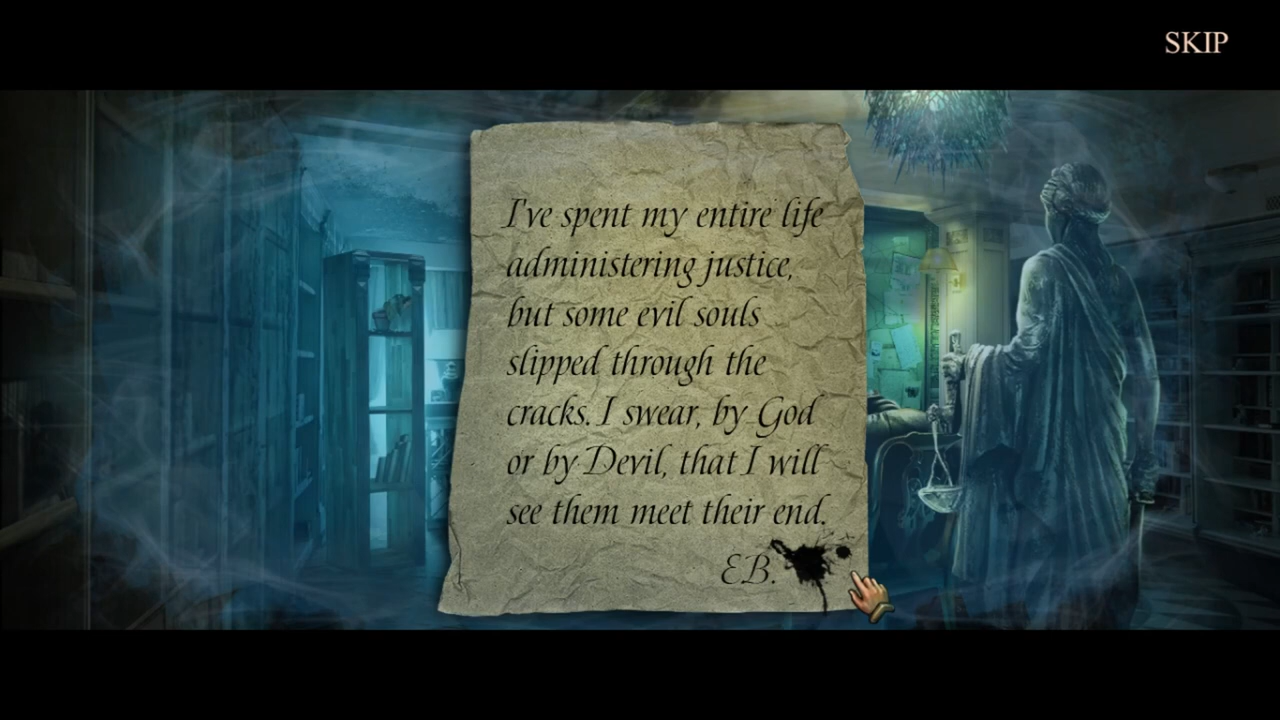 SKIP
I've spent my entire life
administering justice,
but some evil souls
slipped through the
cracks. I swear, by God
or by Devil, that I will
see them meet their end.
E.B.